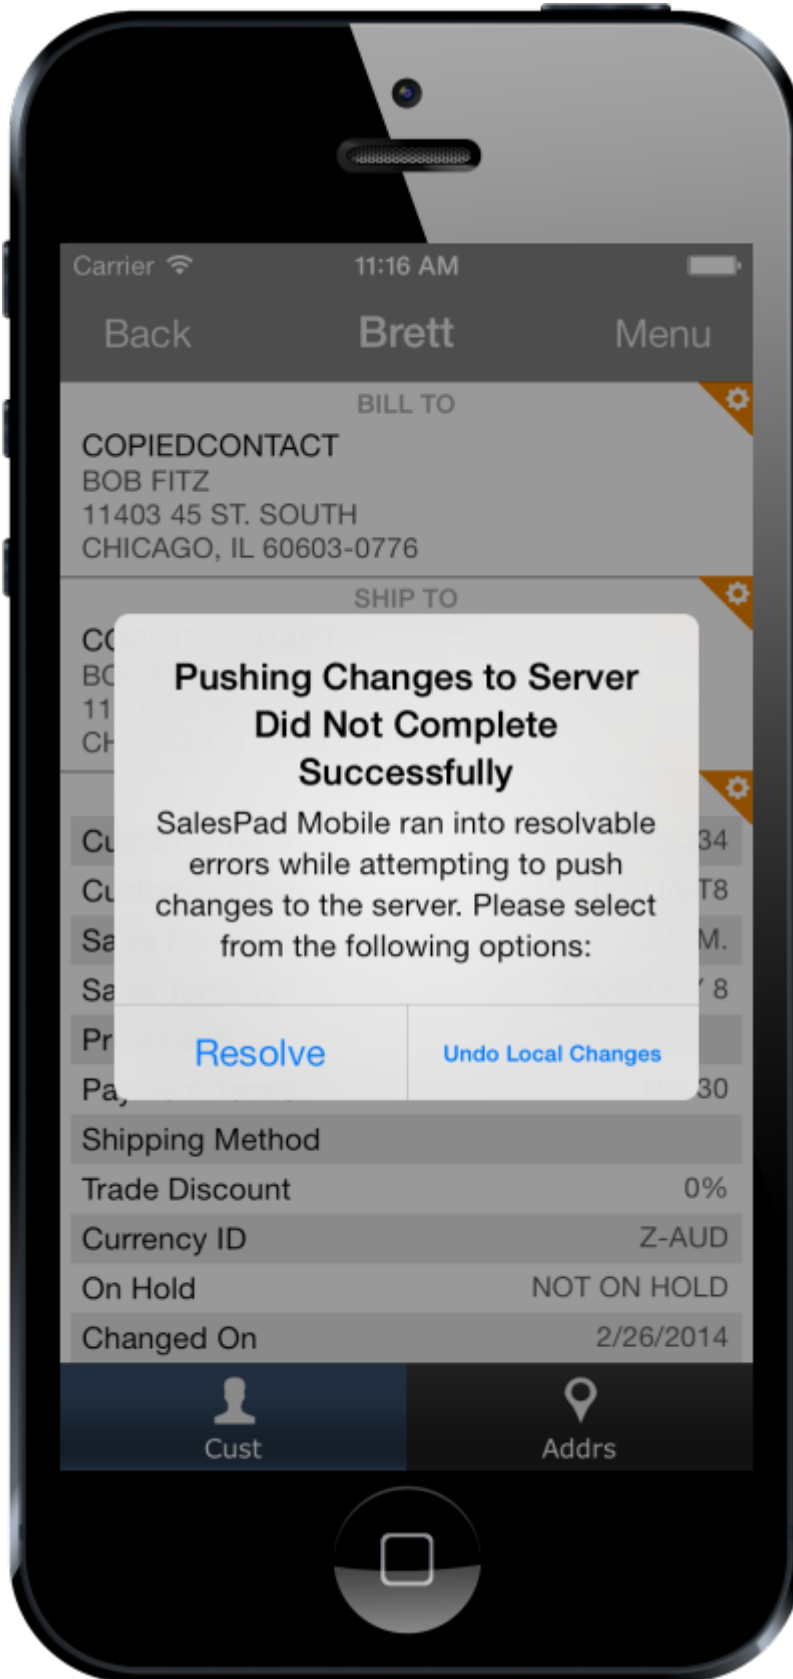 Carrier
11:16 AM
Back
Brett
Menu
BILL TO
COPIEDCONTACT
BOB FITZ
11403 45 ST. SOUTH
CHICAGO, IL 60603-0776
SHIP TO
Pushing Changes to Server
Did Not Complete
Successfully
SalesPad Mobile ran into resolvable
errors while attempting to push
changes to the server. Please select
from the following options:
Resolve
Undo Local Changes
Shipping Method
Trade Discount 0%
Currency ID Z-AUD
On Hold NOT ON HOLD
Changed On 2/26/2014
Cust
Addrs